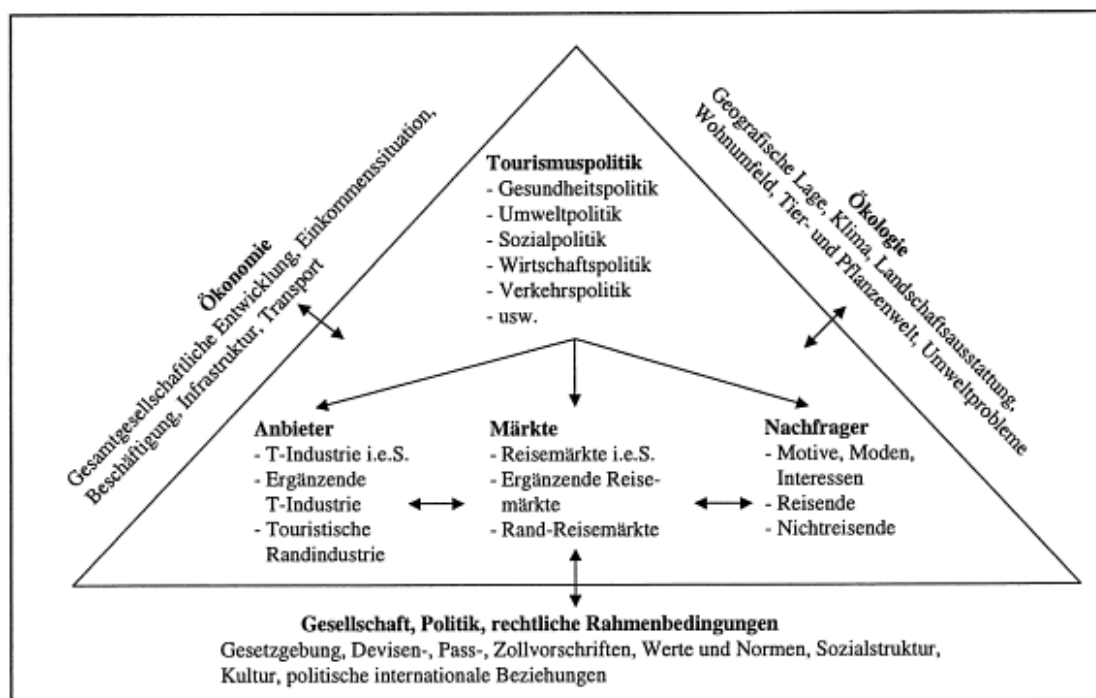 Ökonomie
Gesamtgesellschaftliche Entwicklung, Einkommenssituation,
Beschäftigung, Infrastruktur, Transport
Geografische Lage, Klima, Landschaftsausstattung,
Wohnumfeld, Tier- und Pflanzenwelt, Umweltprobleme
Ökologie
Tourismuspolitik
- Gesundheitspolitik
- Umweltpolitik
- Sozialpolitik
- Wirtschaftspolitik
- Verkehrspolitik
- usw.
Anbieter
- T-Industrie i.e.S.
- Ergänzende
T-Industrie
- Touristische
Randindustrie
Märkte
- Reisemärkte i.e.S.
- Ergänzende Reise-
märkte
- Rand-Reisemärkte
Nachfrager
- Motive, Moden,
Interessen
- Reisende
- Nichtreisende
Gesellschaft, Politik, rechtliche Rahmenbedingungen
Gesetzgebung, Devisen-, Pass-, Zollvorschriften, Werte und Normen, Sozialstruktur,
Kultur, politische internationale Beziehungen